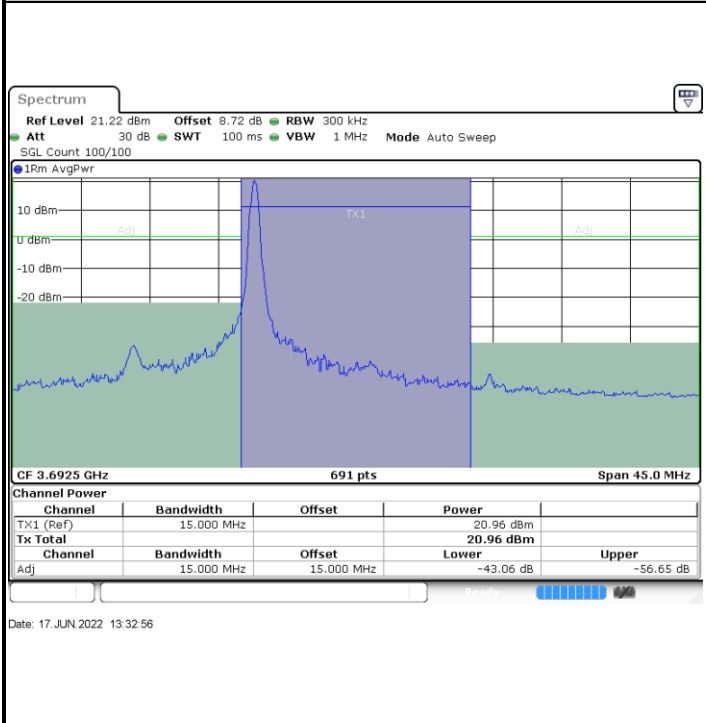 Spectrum
Ref Level 21.22 dBm Offset 8.72 dB RBW 300 kHz
Att 30 dB SWT 100 ms VBW 1 MHz Mode Auto Sweep
SGL Count 100/100
1Rm AvgPwr
10 dBm
TX1
Adj
Adj
0 dBm
-10 dBm
-20 dBm
CF 3.6925 GHz 691 pts Span 45.0 MHz
Channel Power
Channel Bandwidth Offset Power
TX1 (Ref) 15.000 MHz 20.96 dBm
Tx Total 20.96 dBm
Channel Bandwidth Offset Lower Upper
Adj 15.000 MHz 15.000 MHz -43.06 dB -56.65 dB
Ready
Date: 17.JUN.2022 13:32:56